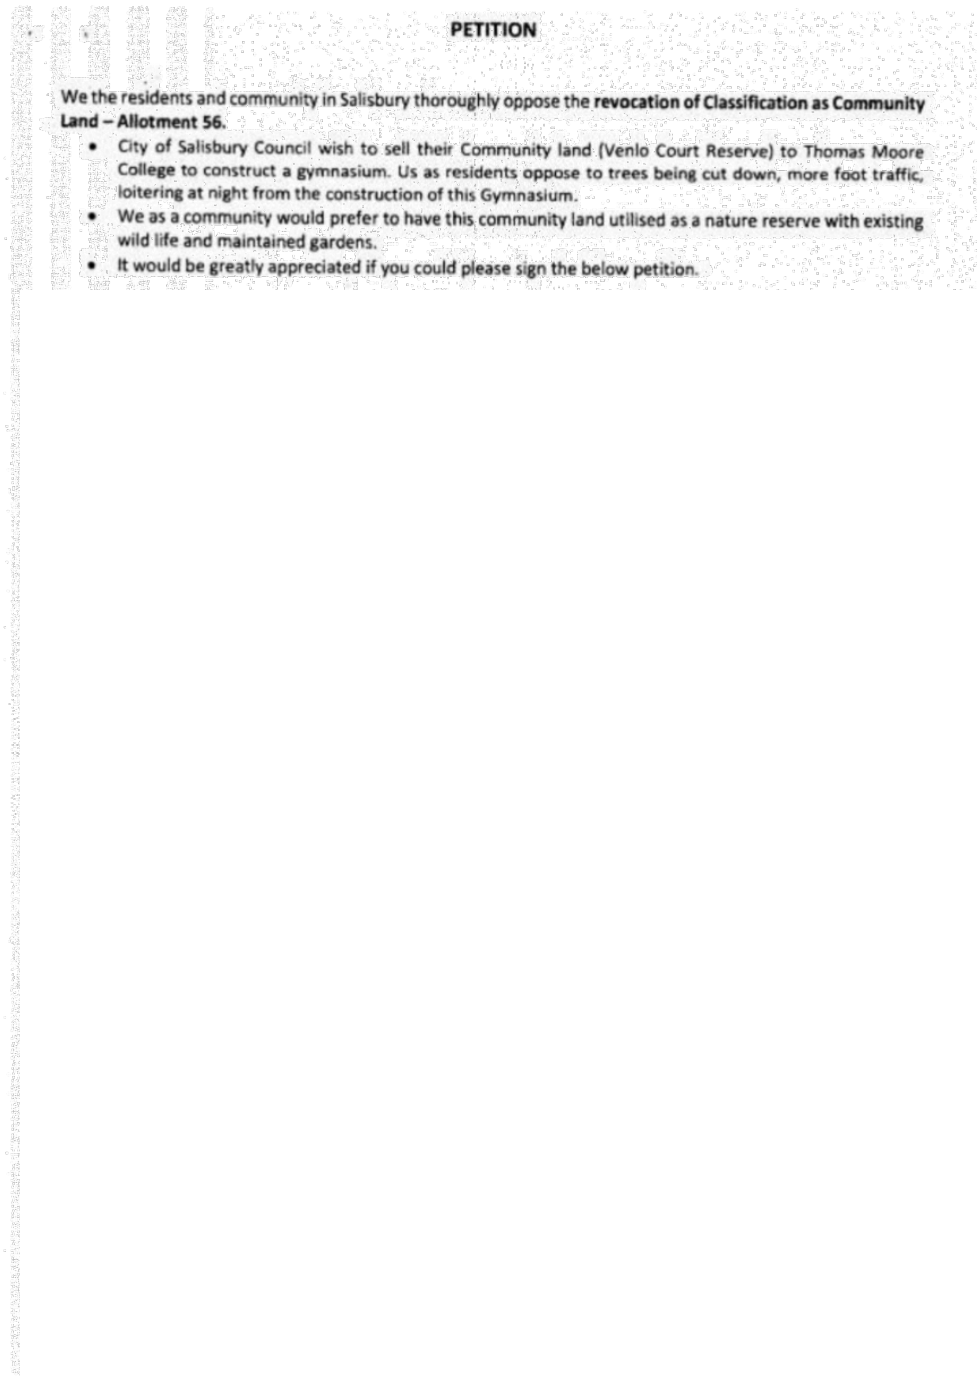 PETITION
We the residents and community in Salisbury thoroughly oppose the revocation of Classification as Community
Land – Allotment 56.
• City of Salisbury Council wish to sell their Community land (Venlo Court Reserve) to Thomas Moore
College to construct a gymnasium. Us as residents oppose to trees being cut down, more foot traffic,
loitering at night from the construction of this Gymnasium.
• We as a community would prefer to have this community land utilised as a nature reserve with existing
wild life and maintained gardens.
• It would be greatly appreciated if you could please sign the below petition.